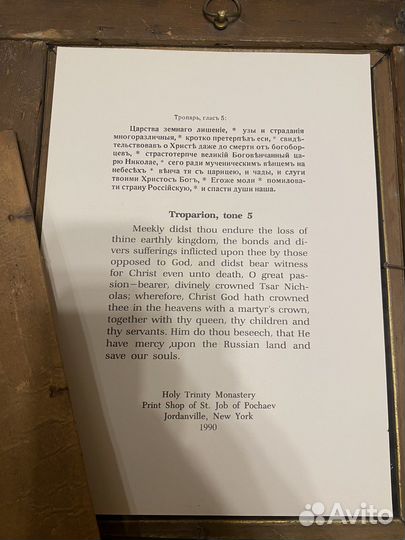 Тропарь, гласъ 5:
Царства земнаго лишеніе, * узы и страданія
многоразличныя, * кротко претерпѣлъ еси, * свидѣ-
тельствовавъ о Христѣ даже до смерти отъ богобор-
цевъ, * страстотерпче великій Боговѣнчанный ца-
рю Николае, * сего ради мученическимъ вѣнцемъ на
небесѣхъ * вѣнча тя съ царицею, и чады, и слуги
твоими Христосъ Богъ, * Егоже моли * помилова-
ти страну Россійскую, * и спасти души наша.
Troparion, tone 5
Meekly didst thou endure the loss of
thine earthly kingdom, the bonds and di-
vers sufferings inflicted upon thee by those
opposed to God, and didst bear witness
for Christ even unto death, O great pas-
sion—bearer, divinely crowned Tsar Nich-
olas; wherefore, Christ God hath crowned
thee in the heavens with a martyr's crown,
together with thy queen, thy children and
thy servants. Him do thou beseech, that He
have mercy upon the Russian land and
save our souls.
Holy Trinity Monastery
Print Shop of St. Job of Pochaev
Jordanville, New York
1990
Avito